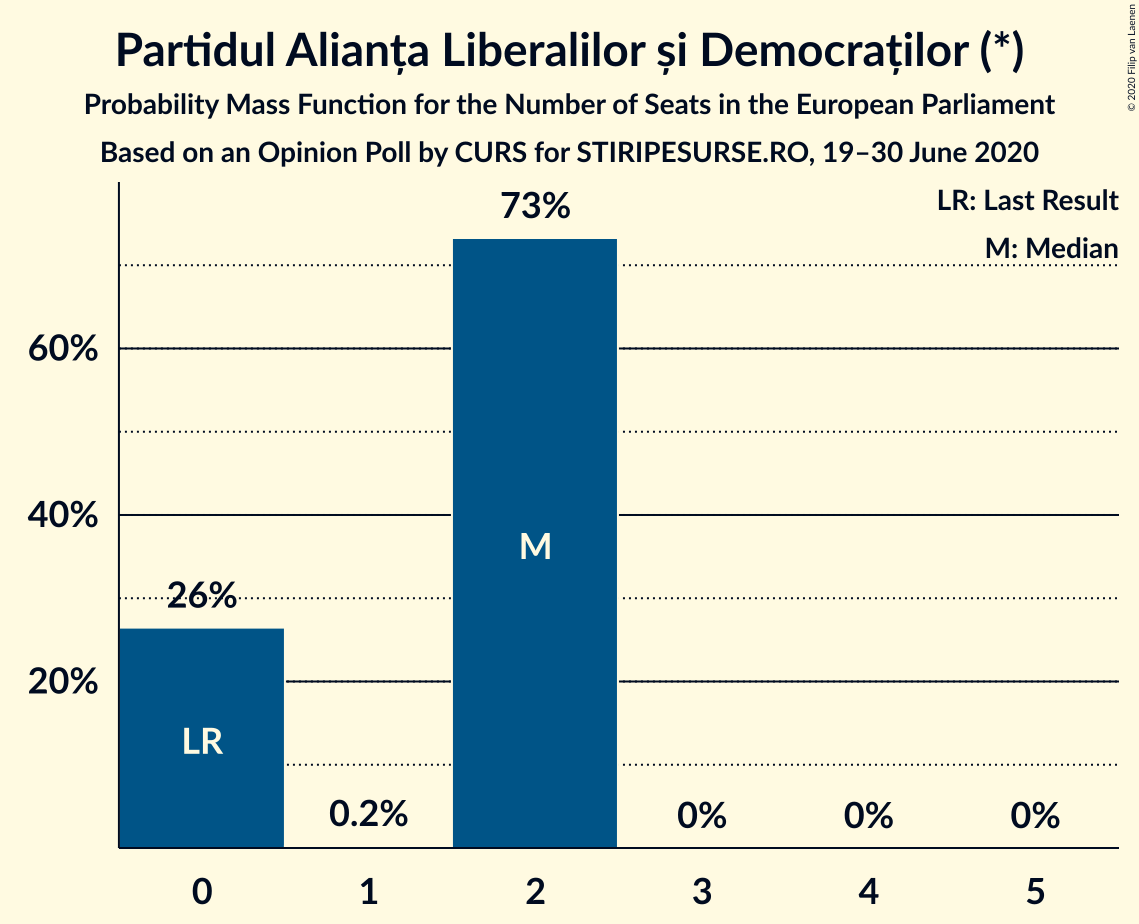 Partidul Alianța Liberalilor și Democraților (*)
Probability Mass Function for the Number of Seats in the European Parliament
Based on an Opinion Poll by CURS for STIRIPESURSE.RO, 19–30 June 2020
© 2020 Filip van Laenen
LR: Last Result
M: Median
73%
60%
40%
20%
26%
0.2%
0%
0%
0%
LR
M
0
1
2
3
4
5